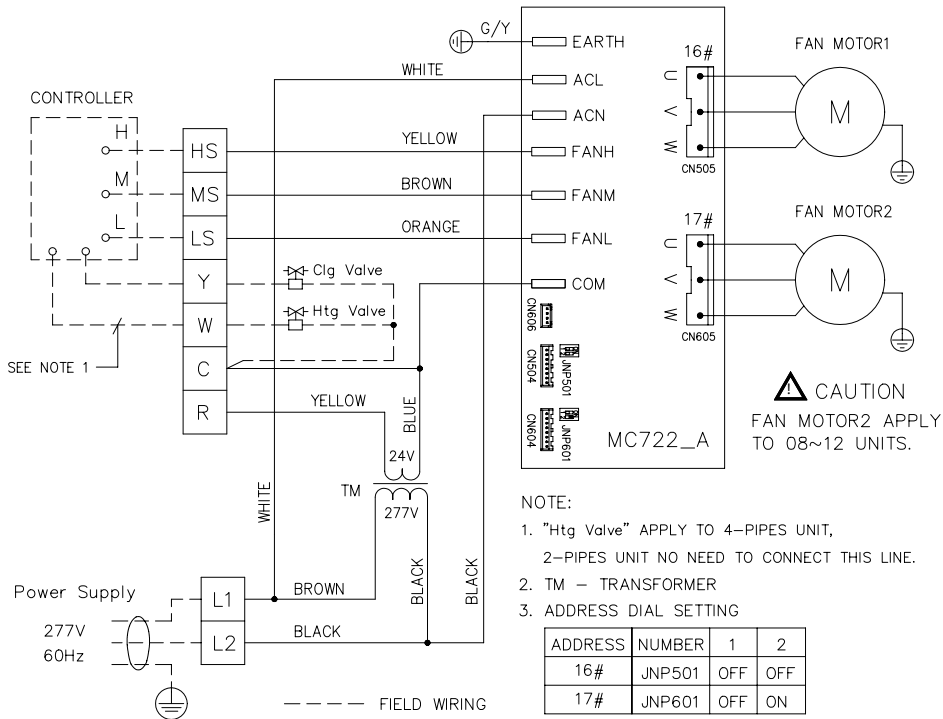 G/Y
EARTH
WHITE
ACL
ACN
YELLOW
FANH
BROWN
FANM
ORANGE
FANL
COM
CN606
CN504
JNP501
CN604
JNP601
MC722_A
16#
U
V
W
CN505
17#
U
V
W
CN605
FAN MOTOR1
M
FAN MOTOR2
M
CAUTION
FAN MOTOR2 APPLY
TO 08~12 UNITS.
CONTROLLER
H
M
L
HS
MS
LS
Y
W
C
R
Clg Valve
Htg Valve
SEE NOTE 1
YELLOW
BLUE
24V
TM
277V
WHITE
BROWN
BLACK
BLACK
BLACK
Power Supply
277V
60Hz
L1
L2
FIELD WIRING
NOTE:
1. "Htg Valve" APPLY TO 4-PIPES UNIT,
2-PIPES UNIT NO NEED TO CONNECT THIS LINE.
2. TM - TRANSFORMER
3. ADDRESS DIAL SETTING
ADDRESS NUMBER 1 2
16# JNP501 OFF OFF
17# JNP601 OFF ON